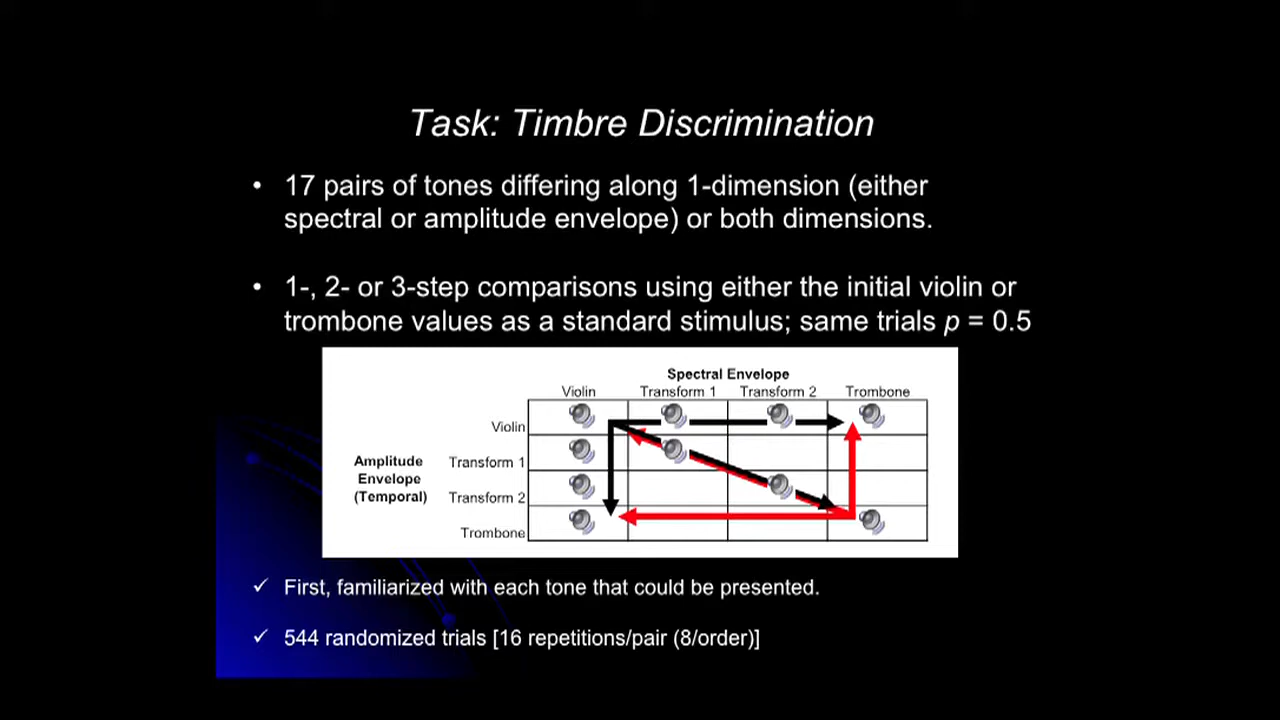 Task: Timbre Discrimination
• 17 pairs of tones differing along 1-dimension (either
spectral or amplitude envelope) or both dimensions.
• 1-, 2- or 3-step comparisons using either the initial violin or
trombone values as a standard stimulus; same trials p = 0.5
Spectral Envelope
Violin Transform 1 Transform 2 Trombone
Violin
Amplitude
Envelope
(Temporal)
Transform 1
Transform 2
Trombone
✓ First, familiarized with each tone that could be presented.
✓ 544 randomized trials [16 repetitions/pair (8/order)]